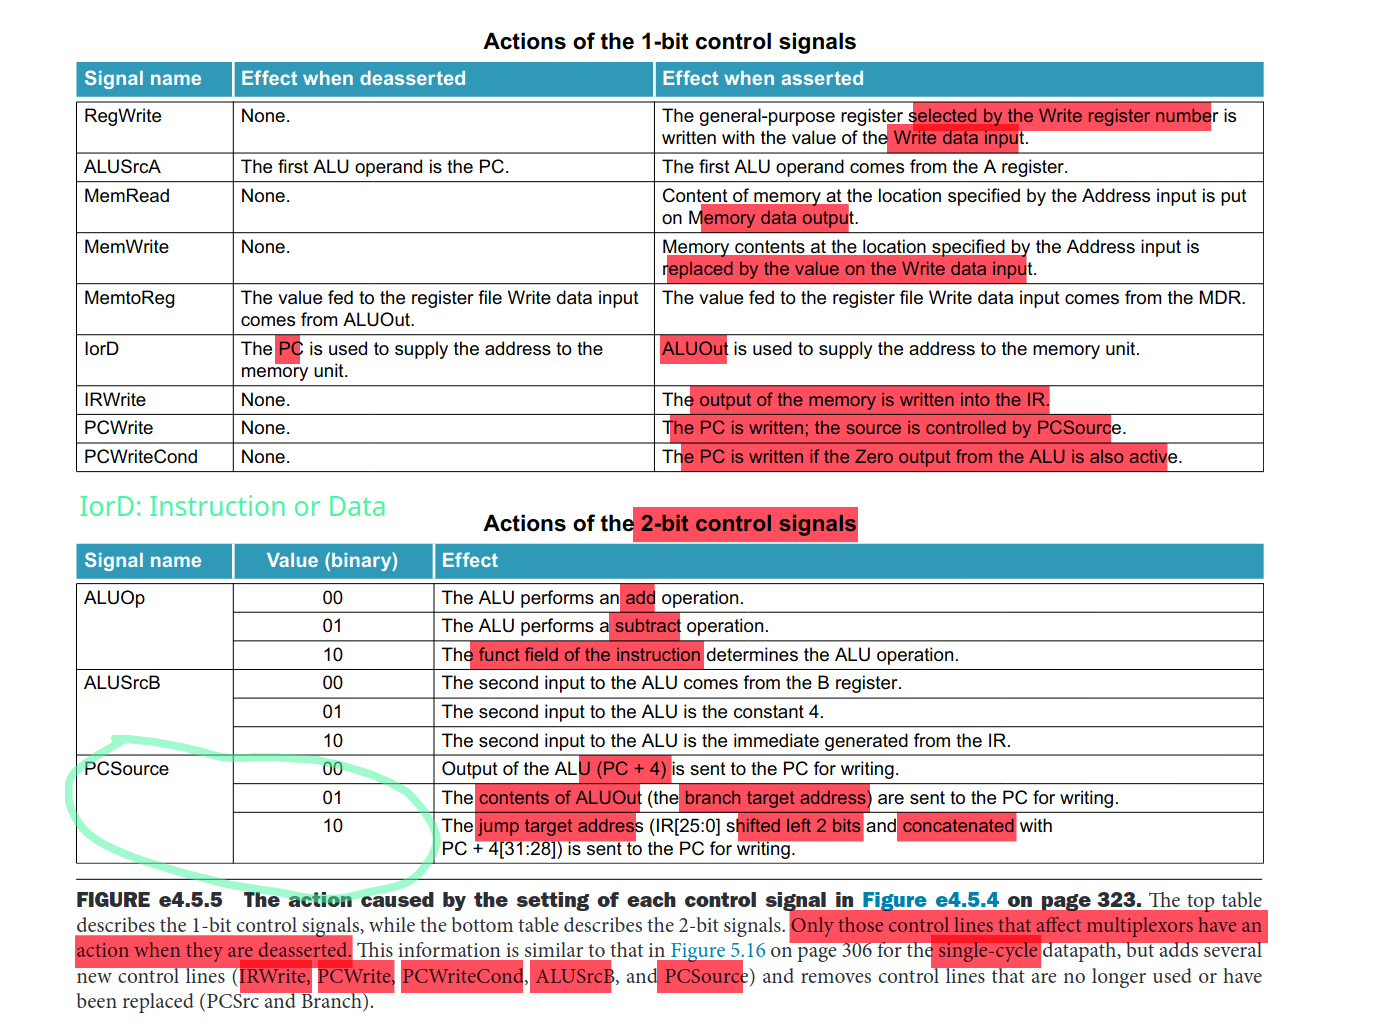 Actions of the 1-bit control signals
Signal name Effect when deasserted Effect when asserted
RegWrite None. The general-purpose register selected by the Write register number is
written with the value of the Write data input.
ALUSrcA The first ALU operand is the PC. The first ALU operand comes from the A register.
MemRead None. Content of memory at the location specified by the Address input is put
on Memory data output.
MemWrite None. Memory contents at the location specified by the Address input is
replaced by the value on the Write data input.
MemtoReg The value fed to the register file Write data input The value fed to the register file Write data input comes from the MDR.
comes from ALUOut.
IorD The PC is used to supply the address to the ALUOut is used to supply the address to the memory unit.
memory unit.
IRWrite None. The output of the memory is written into the IR.
PCWrite None. The PC is written; the source is controlled by PCSource.
PCWriteCond None. The PC is written if the Zero output from the ALU is also active.
IorD: Instruction or Data
Actions of the 2-bit control signals
Signal name Value (binary) Effect
ALUOp 00 The ALU performs an add operation.
01 The ALU performs a subtract operation.
10 The funct field of the instruction determines the ALU operation.
ALUSrcB 00 The second input to the ALU comes from the B register.
01 The second input to the ALU is the constant 4.
10 The second input to the ALU is the immediate generated from the IR.
PCSource 00 Output of the ALU (PC + 4) is sent to the PC for writing.
01 The contents of ALUOut (the branch target address) are sent to the PC for writing.
10 The jump target address (IR[25:0] shifted left 2 bits and concatenated with
PC + 4[31:28]) is sent to the PC for writing.
FIGURE e4.5.5 The action caused by the setting of each control signal in Figure e4.5.4 on page 323. The top table
describes the 1-bit control signals, while the bottom table describes the 2-bit signals. Only those control lines that affect multiplexors have an
action when they are deasserted. This information is similar to that in Figure 5.16 on page 306 for the single-cycle datapath, but adds several
new control lines (IRWrite, PCWrite, PCWriteCond, ALUSrcB, and PCSource) and removes control lines that are no longer used or have
been replaced (PCSrc and Branch).